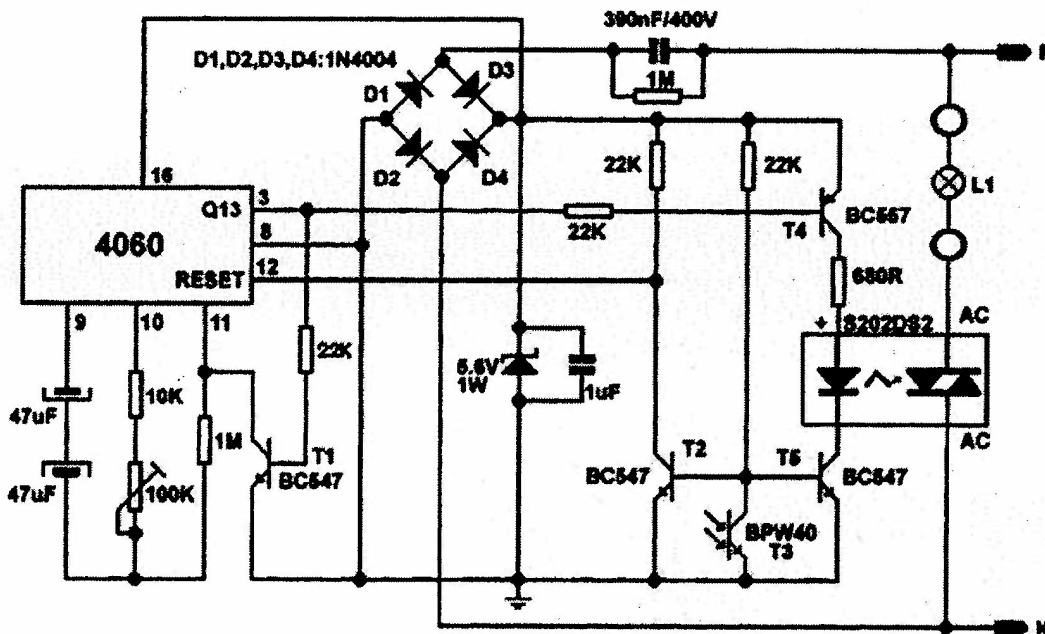 390nF/400V
D1,D2,D3,D4:1N4004
D3
1M
D1
16
22K
22K
D2
D4
L1
3
Q13
BC557
T4
22K
4060
8
12
RESET
680R
9
10
11
+
S202DS2
AC
22K
5.6V
1W
1uF
10K
47uF
1M
T1
BC547
T2
T5
AC
BC547
BC547
47uF
100K
BPW40
T3